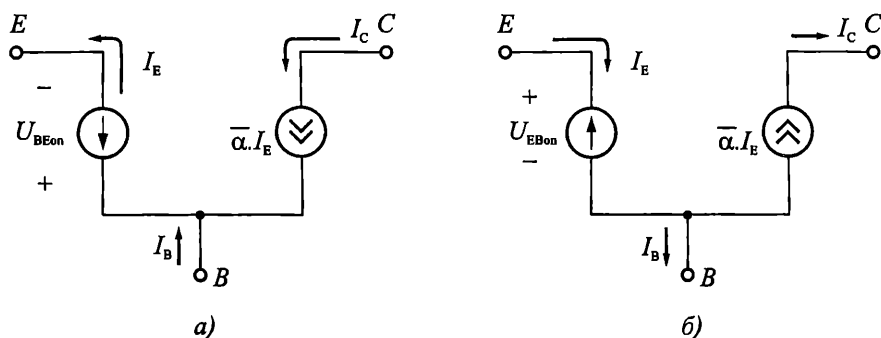 E
I_C
C
I_E
−
U_BEon
ᾱ.I_E
+
I_B
B
а)
E
I_C
C
I_E
+
U_EBon
ᾱ.I_E
−
I_B
B
б)